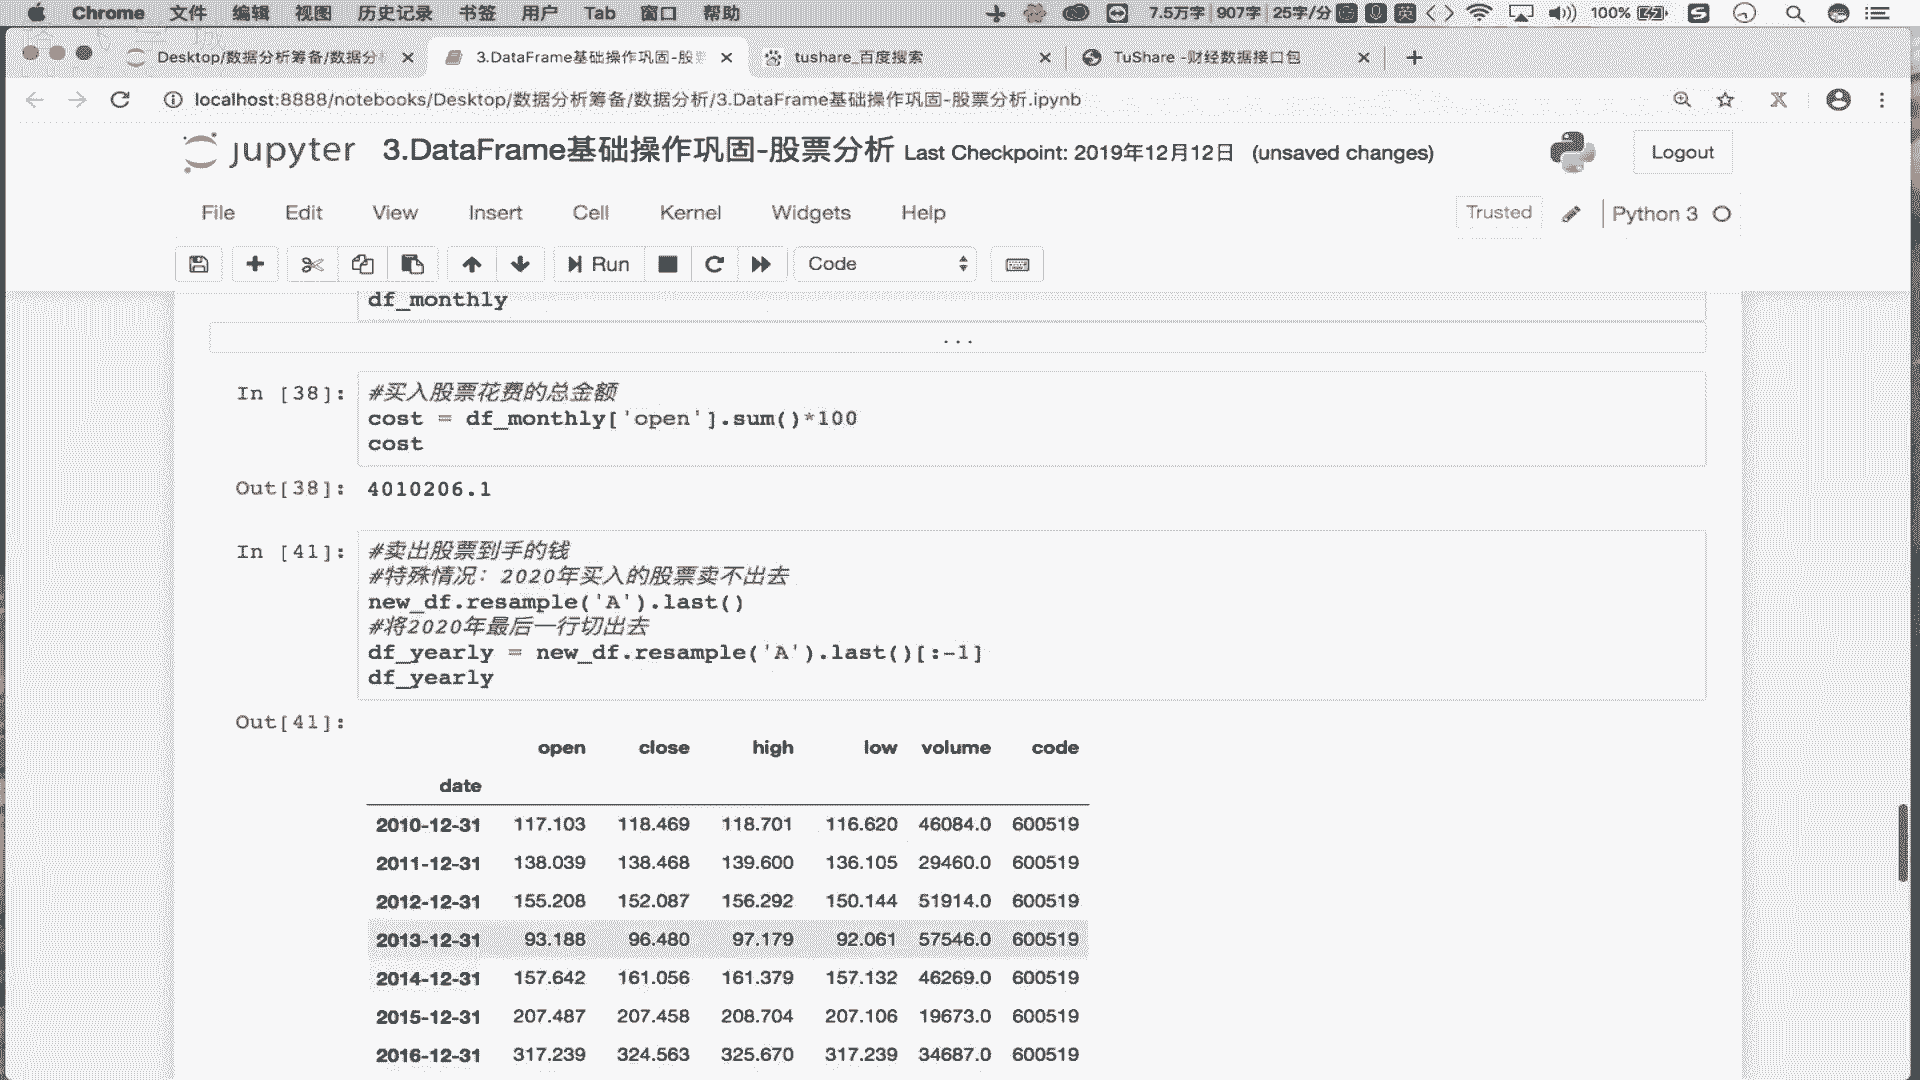 Chrome 文件 编辑 视图 历史记录 书签 用户 Tab 窗口 帮助 7.5万字 907字 25字/分 英 100%
Desktop/数据分析筹备/数据分 3.DataFrame基础操作巩固-股 tushare_百度搜索 TuShare -财经数据接口包
localhost:8888/notebooks/Desktop/数据分析筹备/数据分析/3.DataFrame基础操作巩固-股票分析.ipynb
jupyter 3.DataFrame基础操作巩固-股票分析 Last Checkpoint: 2019年12月12日 (unsaved changes) Logout
File Edit View Insert Cell Kernel Widgets Help Trusted Python 3
Run Code
df_monthly
...
In [38]: #买入股票花费的总金额
cost = df_monthly['open'].sum()*100
cost
Out[38]: 4010206.1
In [41]: #卖出股票到手的钱
#特殊情况：2020年买入的股票卖不出去
new_df.resample('A').last()
#将2020年最后一行切出去
df_yearly = new_df.resample('A').last()[:-1]
df_yearly
Out[41]:
open close high low volume code
date
2010-12-31 117.103 118.469 118.701 116.620 46084.0 600519
2011-12-31 138.039 138.468 139.600 136.105 29460.0 600519
2012-12-31 155.208 152.087 156.292 150.144 51914.0 600519
2013-12-31 93.188 96.480 97.179 92.061 57546.0 600519
2014-12-31 157.642 161.056 161.379 157.132 46269.0 600519
2015-12-31 207.487 207.458 208.704 207.106 19673.0 600519
2016-12-31 317.239 324.563 325.670 317.239 34687.0 600519